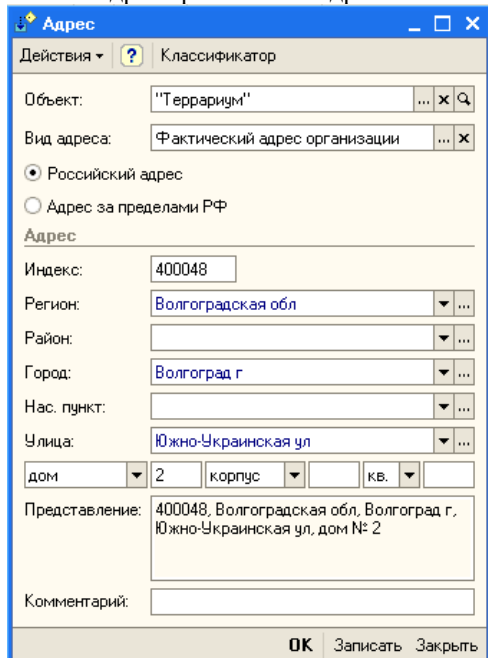 Адрес
Действия ? Классификатор
Объект: "Террариум" ... x
Вид адреса: Фактический адрес организации ... x
Российский адрес
Адрес за пределами РФ
Адрес
Индекс: 400048
Регион: Волгоградская обл ...
Район: ...
Город: Волгоград г ...
Нас. пункт: ...
Улица: Южно-Украинская ул ...
дом 2 корпус кв.
Представление: 400048, Волгоградская обл, Волгоград г,
Южно-Украинская ул, дом № 2
Комментарий:
OK Записать Закрыть